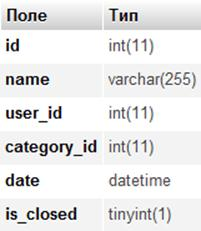 Поле Тип
id int(11)
name varchar(255)
user_id int(11)
category_id int(11)
date datetime
is_closed tinyint(1)